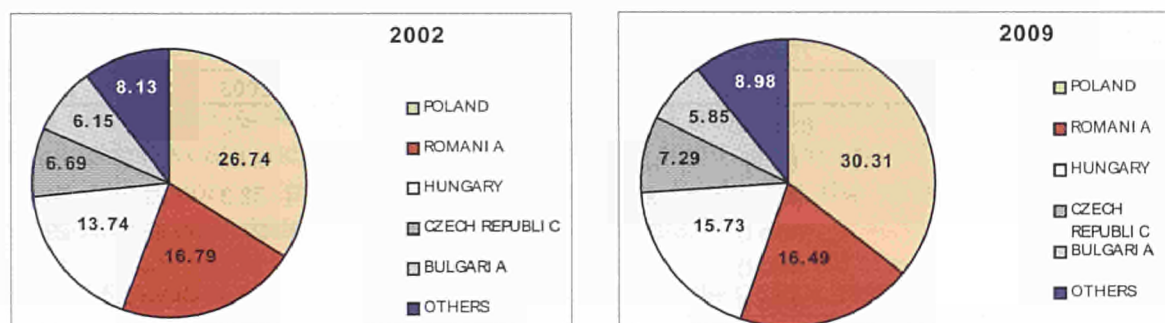 2002
8.13
6.15
6.69
26.74
13.74
16.79
POLAND
ROMANI A
HUNGARY
CZECH REPUBLI C
BULGARI A
OTHERS
2009
8.98
5.85
7.29
30.31
15.73
16.49
POLAND
ROMANI A
HUNGARY
CZECH
REPUBLI C
BULGARI A
OTHERS